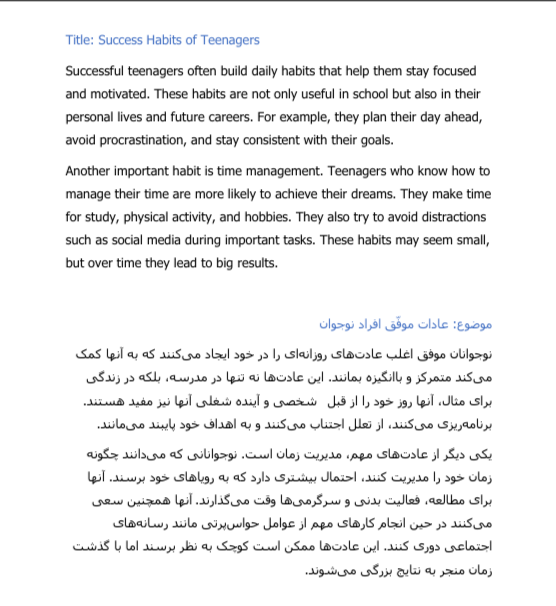 Title: Success Habits of Teenagers
Successful teenagers often build daily habits that help them stay focused
and motivated. These habits are not only useful in school but also in their
personal lives and future careers. For example, they plan their day ahead,
avoid procrastination, and stay consistent with their goals.
Another important habit is time management. Teenagers who know how to
manage their time are more likely to achieve their dreams. They make time
for study, physical activity, and hobbies. They also try to avoid distractions
such as social media during important tasks. These habits may seem small,
but over time they lead to big results.
موضوع: عادات موفّق افراد نوجوان
نوجوانان موفق اغلب عادت‌های روزانه‌ای را در خود ایجاد می‌کنند که به آنها کمک
می‌کند متمرکز و باانگیزه بمانند. این عادت‌ها نه تنها در مدرسه، بلکه در زندگی
برای مثال، آنها روز خود را از قبل شخصی و آینده شغلی آنها نیز مفید هستند.
برنامه‌ریزی می‌کنند، از تعلل اجتناب می‌کنند و به اهداف خود پایبند می‌مانند.
یکی دیگر از عادت‌های مهم، مدیریت زمان است. نوجوانانی که می‌دانند چگونه
زمان خود را مدیریت کنند، احتمال بیشتری دارد که به رویاهای خود برسند. آنها
برای مطالعه، فعالیت بدنی و سرگرمی‌ها وقت می‌گذارند. آنها همچنین سعی
می‌کنند در حین انجام کارهای مهم از عوامل حواس‌پرتی مانند رسانه‌های
اجتماعی دوری کنند. این عادت‌ها ممکن است کوچک به نظر برسند اما با گذشت
زمان منجر به نتایج بزرگی می‌شوند.